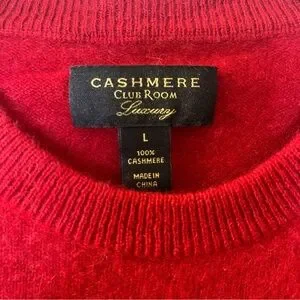 CASHMERE
CLUB ROOM
Luxury
L
100%
CASHMERE
MADE IN
CHINA